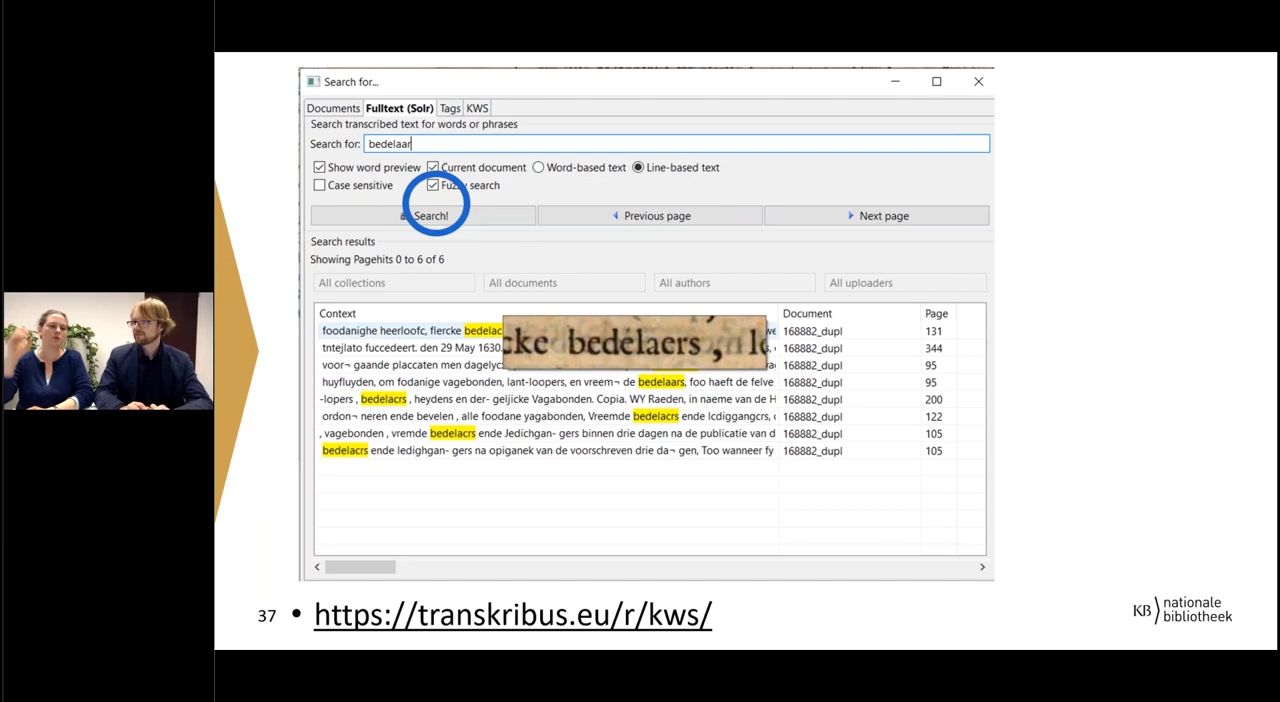 Search for...
Documents Fulltext (Solr) Tags KWS
Search transcribed text for words or phrases
Search for: bedelaar
Show word preview Current document Word-based text Line-based text
Case sensitive Fuzzy search
Search! Previous page Next page
Search results
Showing Pagehits 0 to 6 of 6
All collections All documents All authors All uploaders
Context Document Page
foodanighe heerloofc, flercke bedelac we 168882_dupl 131
cke bedelaers, lo
tntejlato fuccedeert. den 29 May 1630. 168882_dupl 344
voor¬ gaande placcaten men dagelyc 168882_dupl 95
huyfluyden, om fodanige vagebonden, lant-loopers, en vreem¬ de bedelaars, foo haeft de felve 168882_dupl 95
-lopers , bedelacrs , heydens en der- geljicke Vagabonden. Copia. WY Raeden, in naeme van de H 168882_dupl 200
ordon¬ neren ende bevelen , alle foodane yagabonden, Vreemde bedelacrs ende lcdiggangcrs, 168882_dupl 122
, vagebonden , vremde bedelacrs ende Jedichgan- gers binnen drie dagen na de publicatie van d 168882_dupl 105
bedelacrs ende ledighgan- gers na opiganek van de voorschreven drie da¬ gen, Too wanneer fy 168882_dupl 105
37 • https://transkribus.eu/r/kws/
KB nationale
bibliotheek